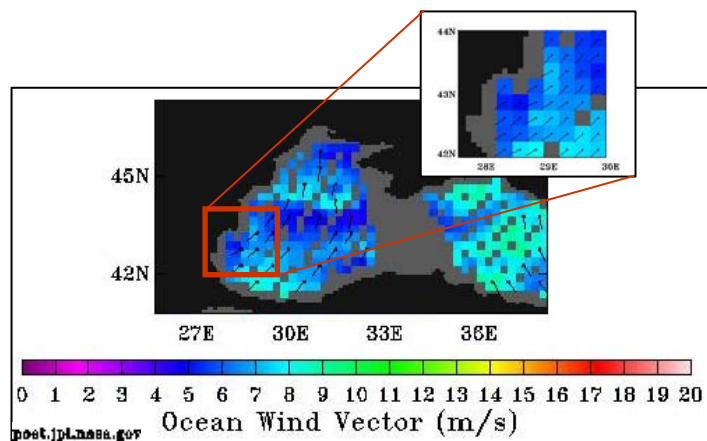 44N
43N
42N
28E 29E 30E
45N
42N
27E 30E 33E 36E
0 1 2 3 4 5 6 7 8 9 10 11 12 13 14 15 16 17 18 19 20
Ocean Wind Vector (m/s)
poet.jpl.nasa.gov